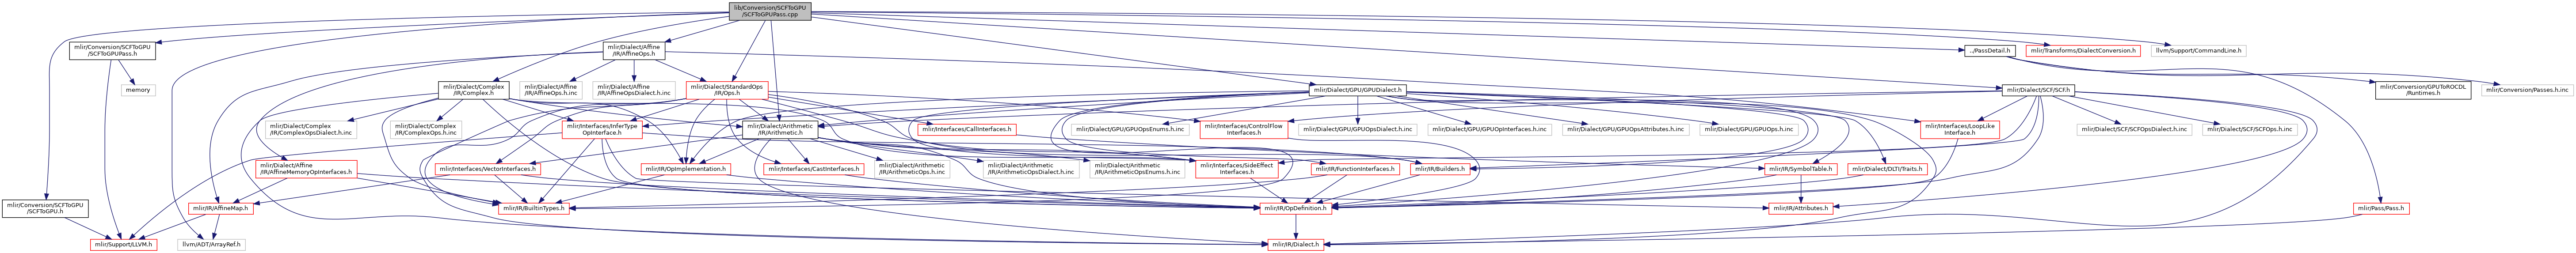 lib/Conversion/SCFToGPU
/SCFToGPUPass.cpp
mlir/Conversion/SCFToGPU
/SCFToGPUPass.h
mlir/Dialect/Affine
/IR/AffineOps.h
../PassDetail.h
mlir/Transforms/DialectConversion.h
llvm/Support/CommandLine.h
memory
mlir/Dialect/Complex
/IR/Complex.h
mlir/Dialect/Affine
/IR/AffineOps.h.inc
mlir/Dialect/Affine
/IR/AffineOpsDialect.h.inc
mlir/Dialect/StandardOps
/IR/Ops.h
mlir/Dialect/GPU/GPUDialect.h
mlir/Dialect/SCF/SCF.h
mlir/Conversion/GPUToROCDL
/Runtimes.h
mlir/Conversion/Passes.h.inc
mlir/Dialect/Complex
/IR/ComplexOpsDialect.h.inc
mlir/Dialect/Complex
/IR/ComplexOps.h.inc
mlir/Interfaces/InferType
OpInterface.h
mlir/Dialect/Arithmetic
/IR/Arithmetic.h
mlir/Interfaces/CallInterfaces.h
mlir/Dialect/GPU/GPUOpsEnums.h.inc
mlir/Interfaces/ControlFlow
Interfaces.h
mlir/Dialect/GPU/GPUOpsDialect.h.inc
mlir/Dialect/GPU/GPUOpInterfaces.h.inc
mlir/Dialect/GPU/GPUOpsAttributes.h.inc
mlir/Dialect/GPU/GPUOps.h.inc
mlir/Interfaces/LoopLike
Interface.h
mlir/Dialect/SCF/SCFOpsDialect.h.inc
mlir/Dialect/SCF/SCFOps.h.inc
mlir/Dialect/Affine
/IR/AffineMemoryOpInterfaces.h
mlir/Interfaces/VectorInterfaces.h
mlir/IR/OpImplementation.h
mlir/Interfaces/CastInterfaces.h
mlir/Dialect/Arithmetic
/IR/ArithmeticOps.h.inc
mlir/Dialect/Arithmetic
/IR/ArithmeticOpsDialect.h.inc
mlir/Dialect/Arithmetic
/IR/ArithmeticOpsEnums.h.inc
mlir/Interfaces/SideEffect
Interfaces.h
mlir/IR/FunctionInterfaces.h
mlir/IR/Builders.h
mlir/IR/SymbolTable.h
mlir/Dialect/DLTI/Traits.h
mlir/Conversion/SCFToGPU
/SCFToGPU.h
mlir/IR/AffineMap.h
mlir/IR/BuiltinTypes.h
mlir/IR/OpDefinition.h
mlir/IR/Attributes.h
mlir/Pass/Pass.h
mlir/Support/LLVM.h
llvm/ADT/ArrayRef.h
mlir/IR/Dialect.h